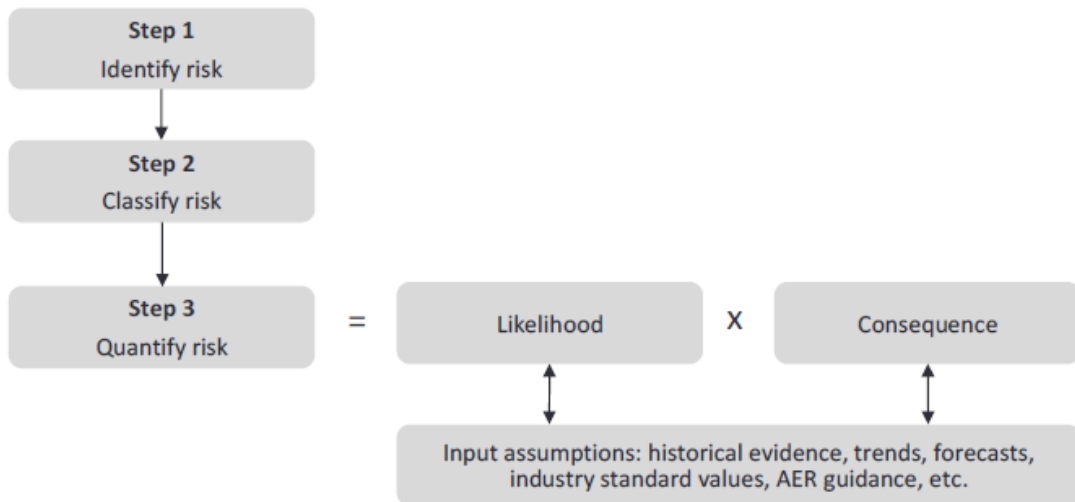 Step 1
Identify risk
Step 2
Classify risk
Step 3
Quantify risk
=
Likelihood
X
Consequence
Input assumptions: historical evidence, trends, forecasts,
industry standard values, AER guidance, etc.